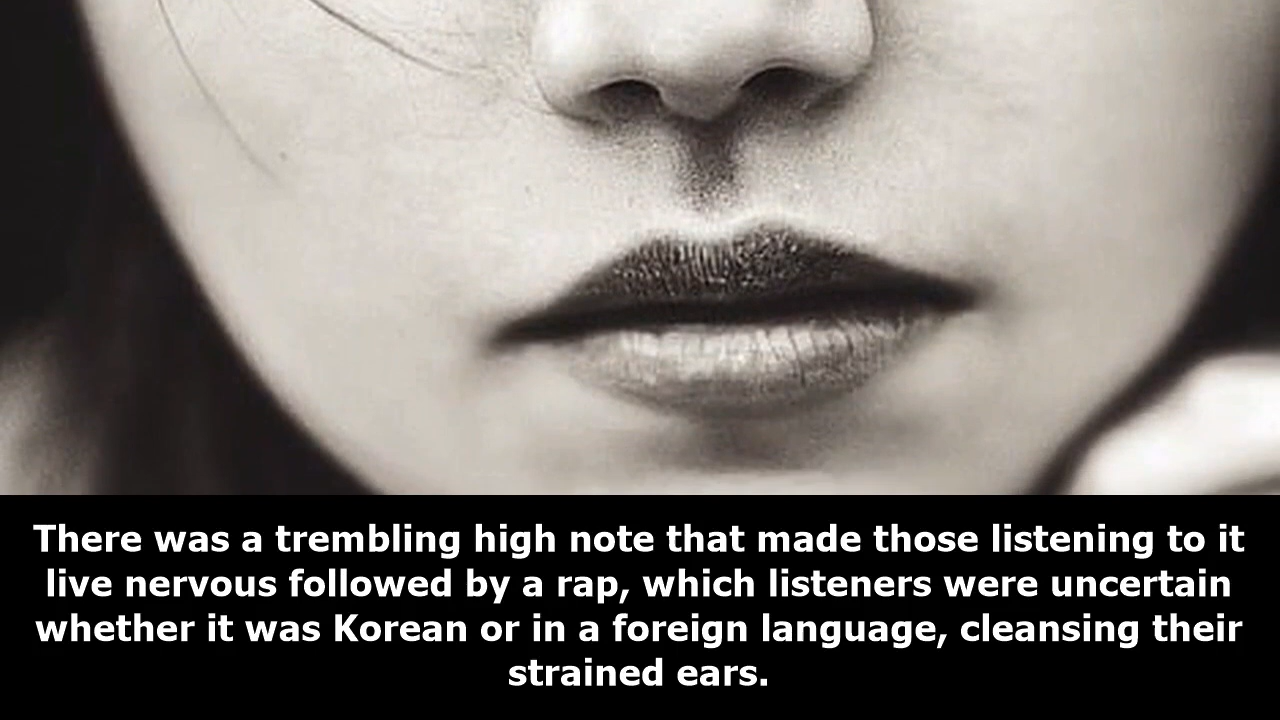 There was a trembling high note that made those listening to it
live nervous followed by a rap, which listeners were uncertain
whether it was Korean or in a foreign language, cleansing their
strained ears.